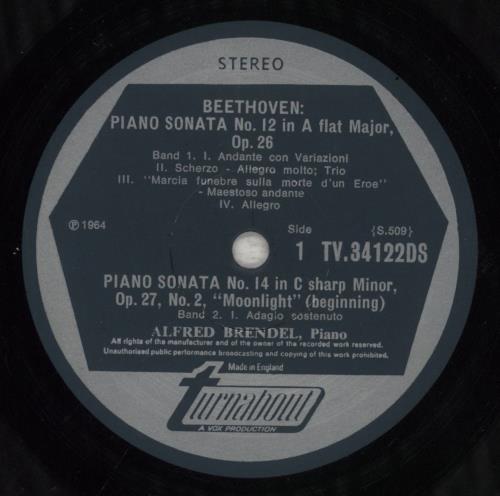 STEREO
BEETHOVEN:
PIANO SONATA No. 12 in A flat Major,
Op. 26
Band 1. I. Andante con Variazioni
II. Scherzo - Allegro molto; Trio
III. "Marcia funebre sulla morte d'un Eroe"
- Maestoso andante
IV. Allegro
℗ 1964
Side
{S.509}
1 TV.34122DS
PIANO SONATA No. 14 in C sharp Minor,
Op. 27, No. 2, "Moonlight" (beginning)
Band 2. I. Adagio sostenuto
ALFRED BRENDEL, Piano
All rights of the manufacturer and of the owner of the recorded work reserved.
Unauthorised public performance broadcasting and copying of this work prohibited.
Made in England
turnabout
A VOX PRODUCTION